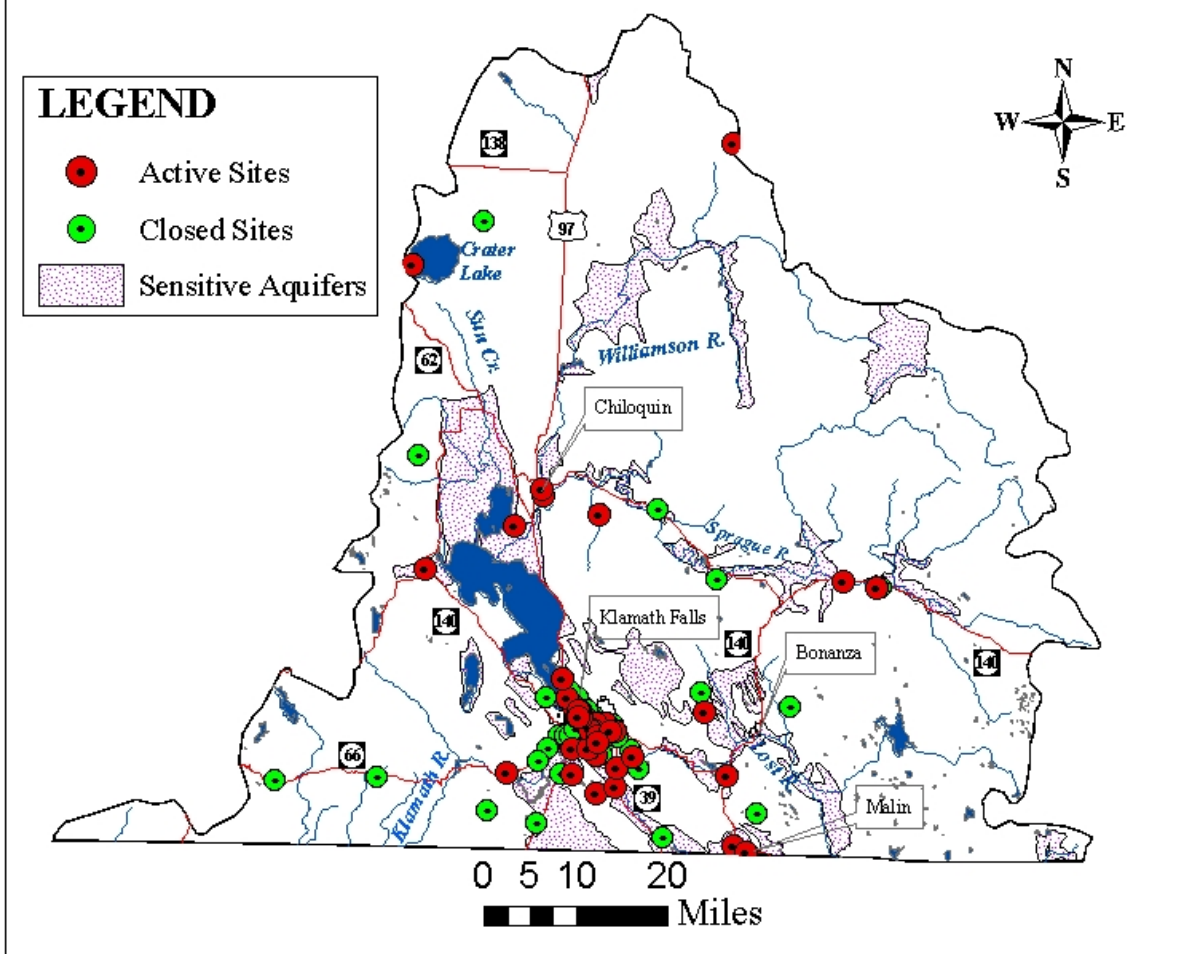 N
W E
S
LEGEND
Active Sites
Closed Sites
Sensitive Aquifers
138
97
Crater
Lake
Sun Cr.
62
Williamson R.
Chiloquin
Sprague R.
140
Klamath Falls
140
Bonanza
140
66
Klamath R.
Lost R.
39
Malin
0 5 10 20
Miles